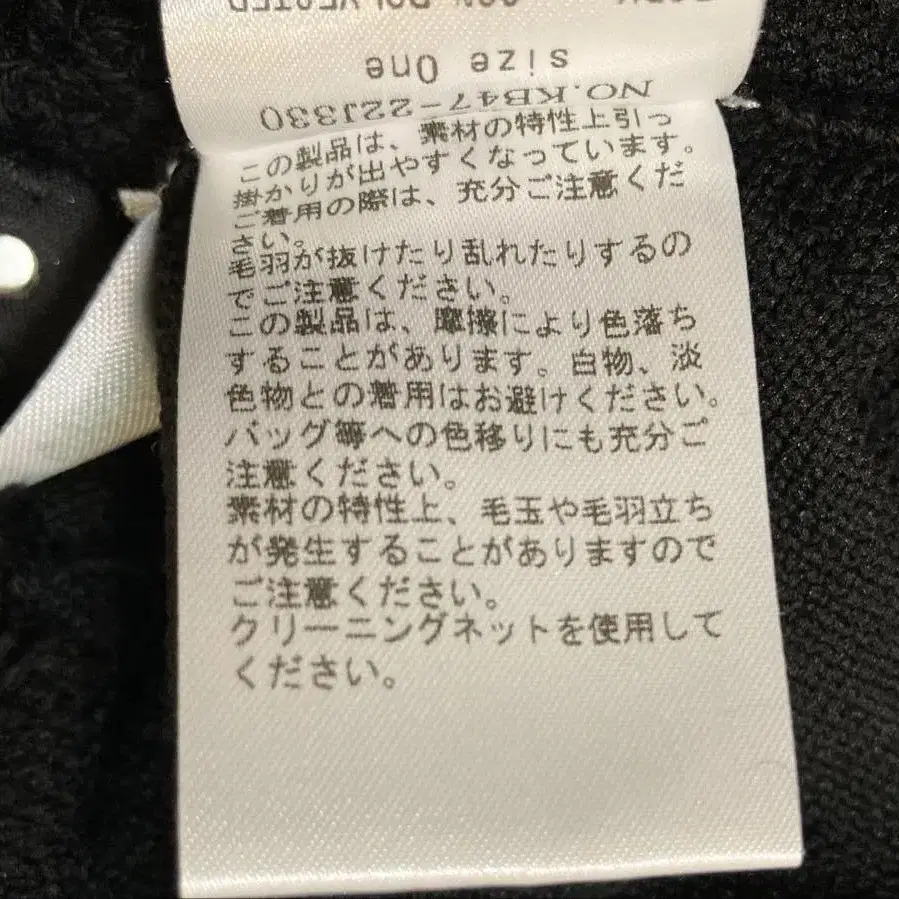 POLYESTER
Size One
NO.KB47-22J330
この製品は、素材の特性上引っ
掛かりが出やすくなっています。
ご着用の際は、充分ご注意くだ
さい。
毛羽が抜けたり乱れたりするの
でご注意ください。
この製品は、摩擦により色落ち
することがあります。白物、淡
色物との着用はお避けください。
バッグ等への色移りにも充分ご
注意ください。
素材の特性上、毛玉や毛羽立ち
が発生することがありますので
ご注意ください。
クリーニングネットを使用して
ください。